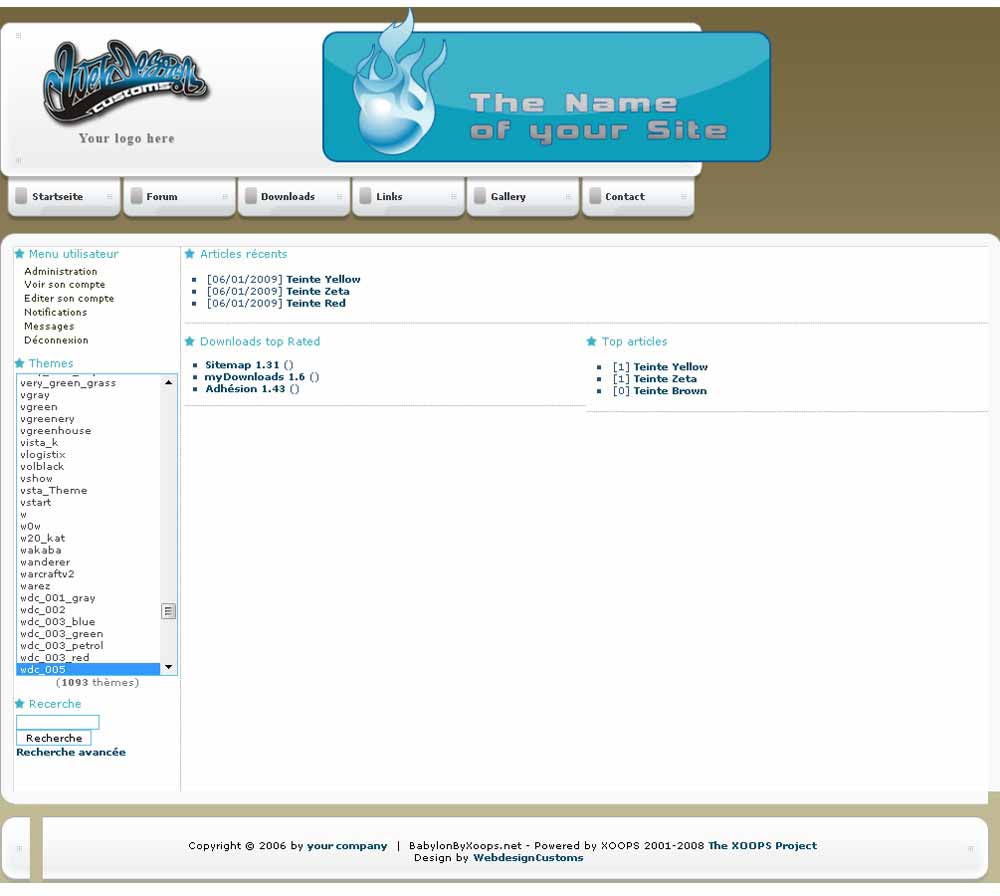 WebDesign
Customs
Your logo here
The Name
of your Site
Startseite
Forum
Downloads
Links
Gallery
Contact
Menu utilisateur
Administration
Voir son compte
Editer son compte
Notifications
Messages
Déconnexion
Themes
very_green_grass
vgray
vgreen
vgreenery
vgreenhouse
vista_k
vlogistix
volblack
vshow
vsta_Theme
vstart
w
w0w
w20_kat
wakaba
wanderer
warcraftv2
warez
wdc_001_gray
wdc_002
wdc_003_blue
wdc_003_green
wdc_003_petrol
wdc_003_red
wdc_005
(1093 thèmes)
Recerche
Recherche
Recherche avancée
Articles récents
[06/01/2009] Teinte Yellow
[06/01/2009] Teinte Zeta
[06/01/2009] Teinte Red
Downloads top Rated
Sitemap 1.31 ()
myDownloads 1.6 ()
Adhésion 1.43 ()
Top articles
[1] Teinte Yellow
[1] Teinte Zeta
[0] Teinte Brown
Copyright © 2006 by your company | BabylonByXoops.net - Powered by XOOPS 2001-2008 The XOOPS Project
Design by WebdesignCustoms